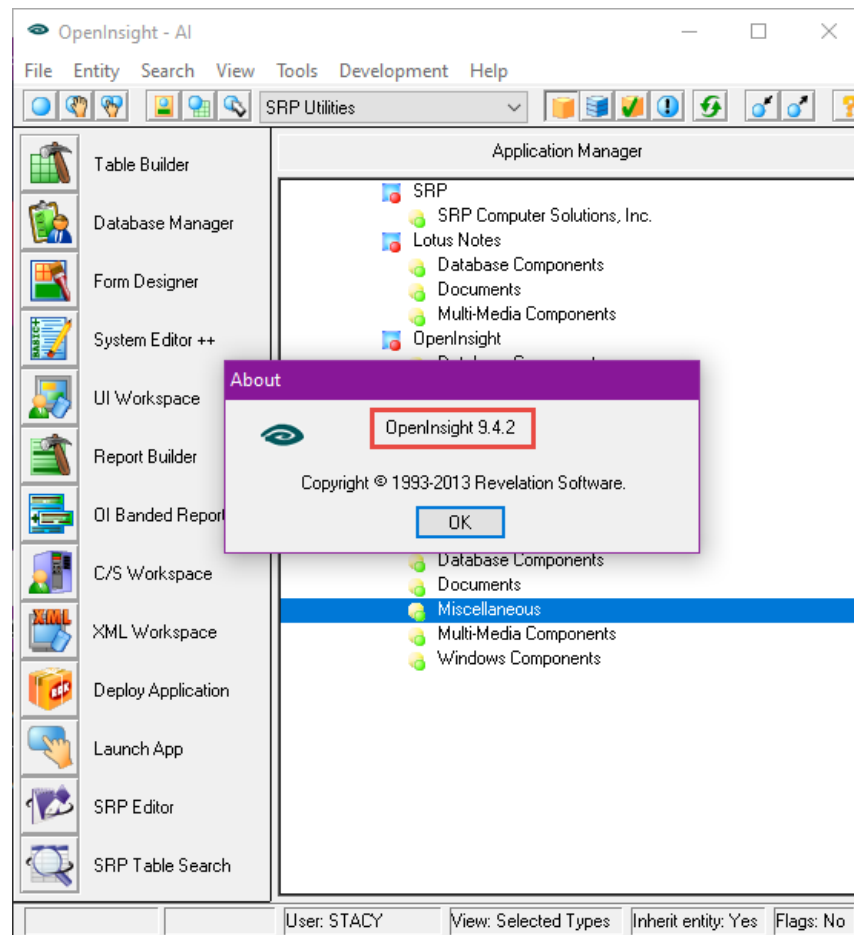 OpenInsight - AI
File Entity Search View Tools Development Help
SRP Utilities
Application Manager
Table Builder
Database Manager
Form Designer
System Editor ++
UI Workspace
Report Builder
OI Banded Report
C/S Workspace
XML Workspace
Deploy Application
Launch App
SRP Editor
SRP Table Search
SRP
SRP Computer Solutions, Inc.
Lotus Notes
Database Components
Documents
Multi-Media Components
OpenInsight
About
OpenInsight 9.4.2
Copyright © 1993-2013 Revelation Software.
OK
Database Components
Documents
Miscellaneous
Multi-Media Components
Windows Components
User: STACY View: Selected Types Inherit entity: Yes Flags: No